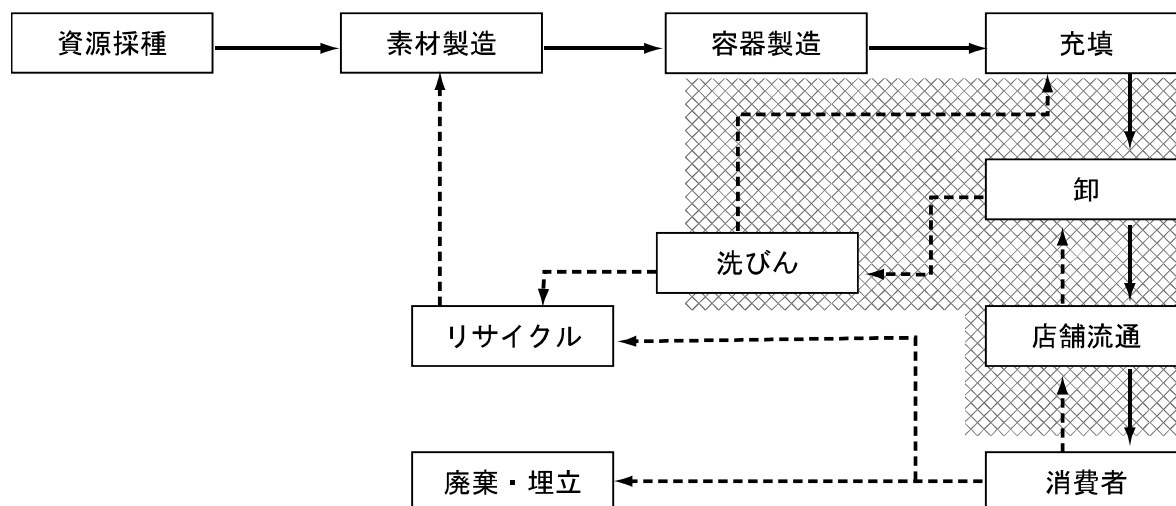 資源採種
素材製造
容器製造
充填
卸
洗びん
リサイクル
店舗流通
廃棄・埋立
消費者